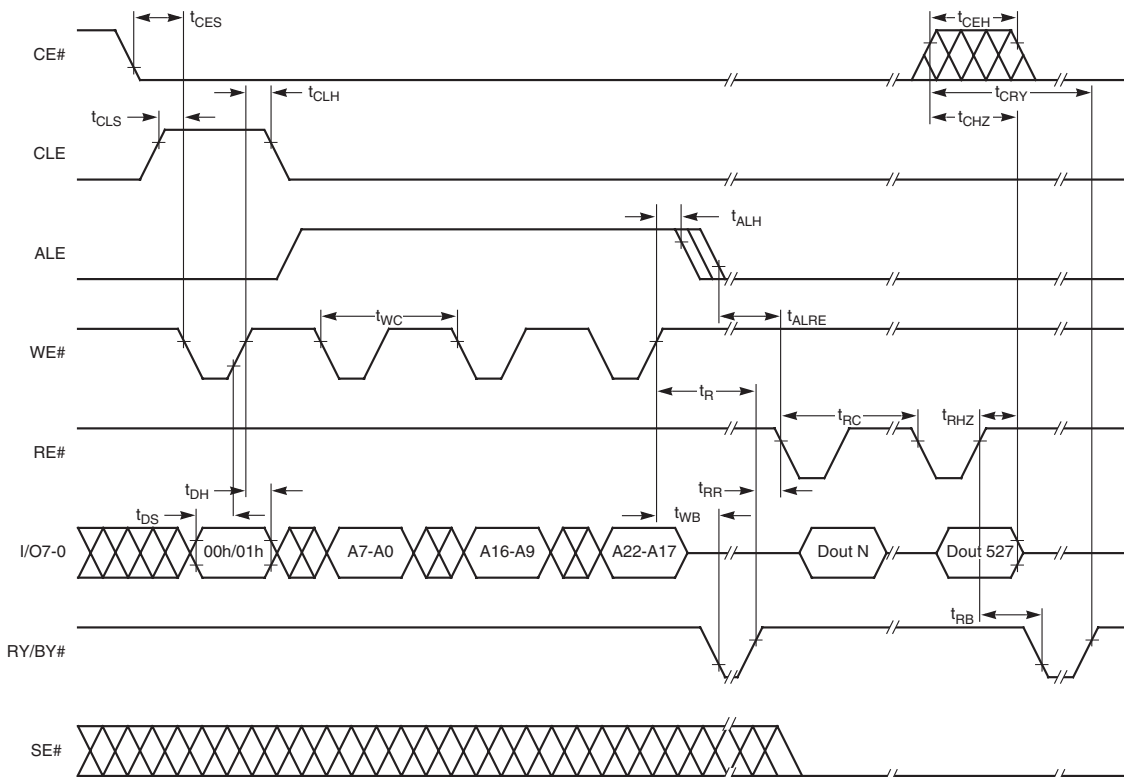 tCES
tCEH
CE#
tCLH
tCRY
tCLS
tCHZ
CLE
tALH
ALE
tWC
tALRE
WE#
tR
tRC
tRHZ
RE#
tDH
tRR
tDS
tWB
I/O7-0
00h/01h
A7-A0
A16-A9
A22-A17
Dout N
Dout 527
tRB
RY/BY#
SE#